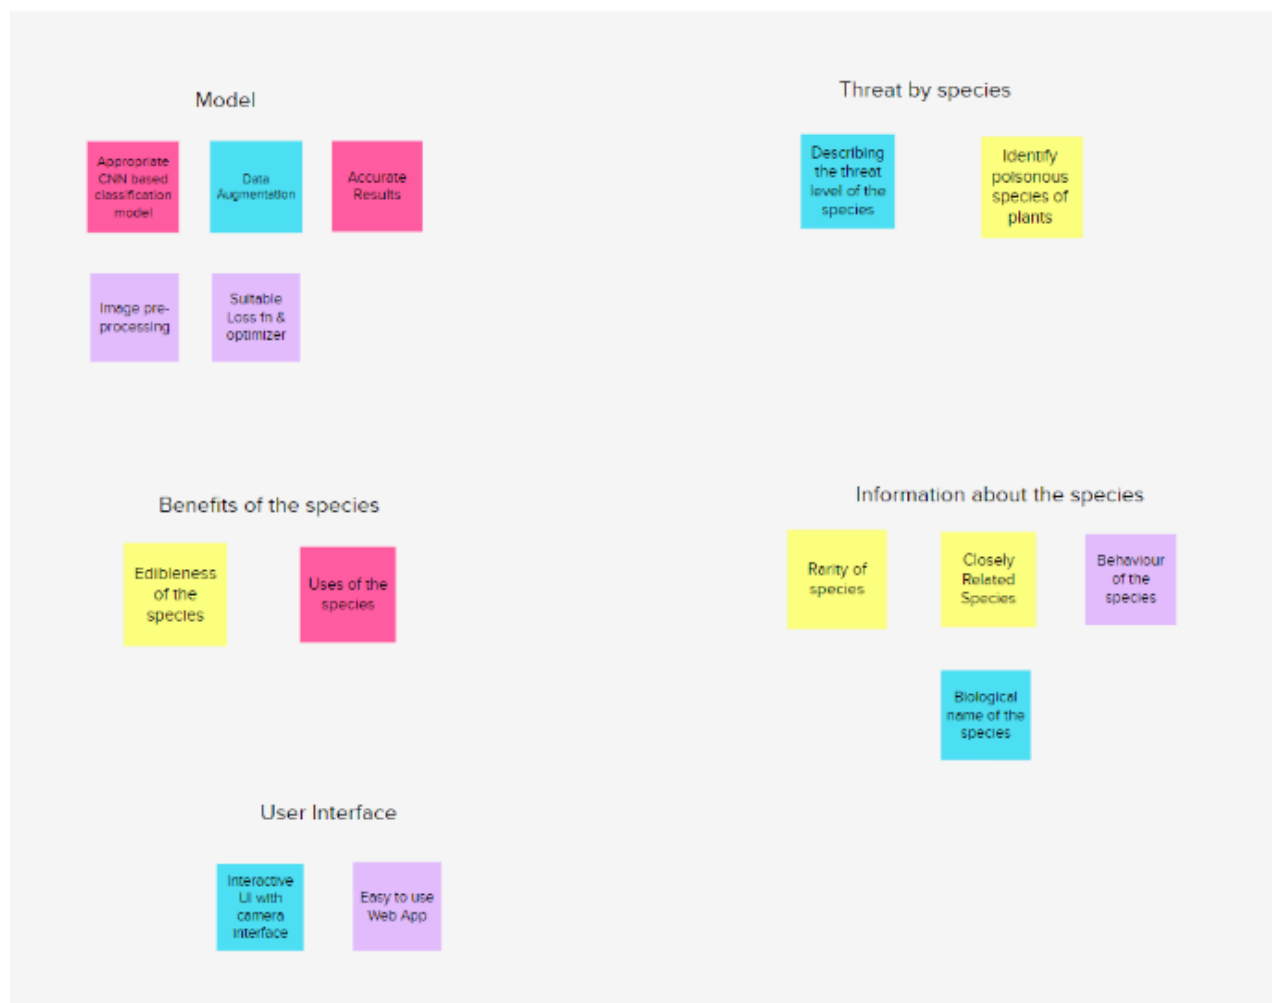 Model
Appropriate
CNN based
classification
model
Data
Augmentation
Accurate
Results
Image pre-
processing
Suitable
Loss fn &
optimizer
Threat by species
Describing
the threat
level of the
species
Identify
poisonous
species of
plants
Benefits of the species
Edibleness
of the
species
Uses of the
species
Information about the species
Rarity of
species
Closely
Related
Species
Behaviour
of the
species
Biological
name of the
species
User Interface
Interactive
UI with
camera
interface
Easy to use
Web App